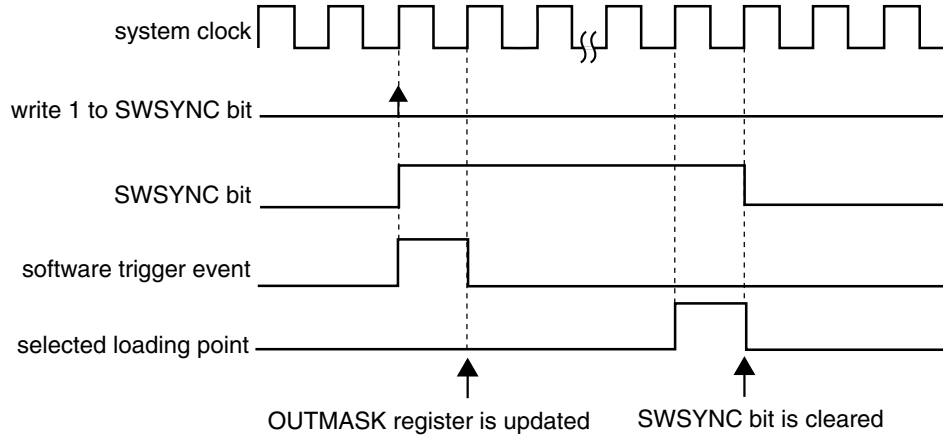 system clock
write 1 to SWSYNC bit
SWSYNC bit
software trigger event
selected loading point
OUTMASK register is updated
SWSYNC bit is cleared